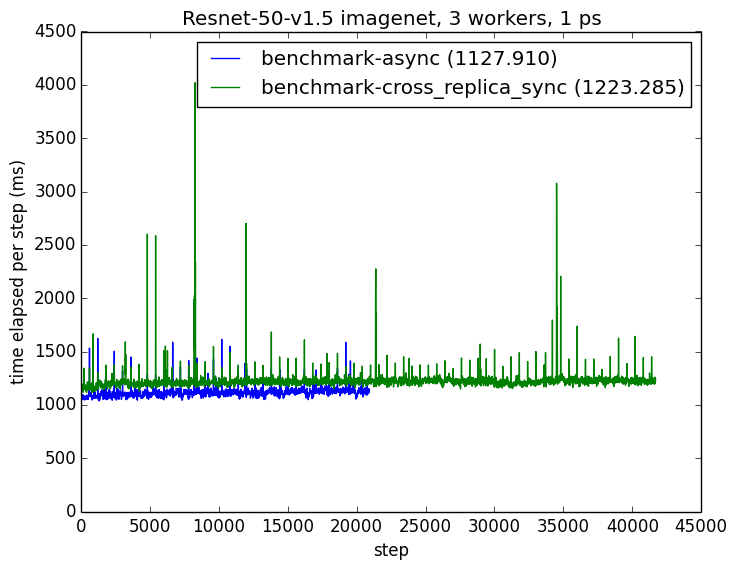 Resnet-50-v1.5 imagenet, 3 workers, 1 ps
4500
4000
3500
3000
2500
2000
1500
1000
500
0
time elapsed per step (ms)
benchmark-async (1127.910)
benchmark-cross_replica_sync (1223.285)
0 5000 10000 15000 20000 25000 30000 35000 40000 45000
step